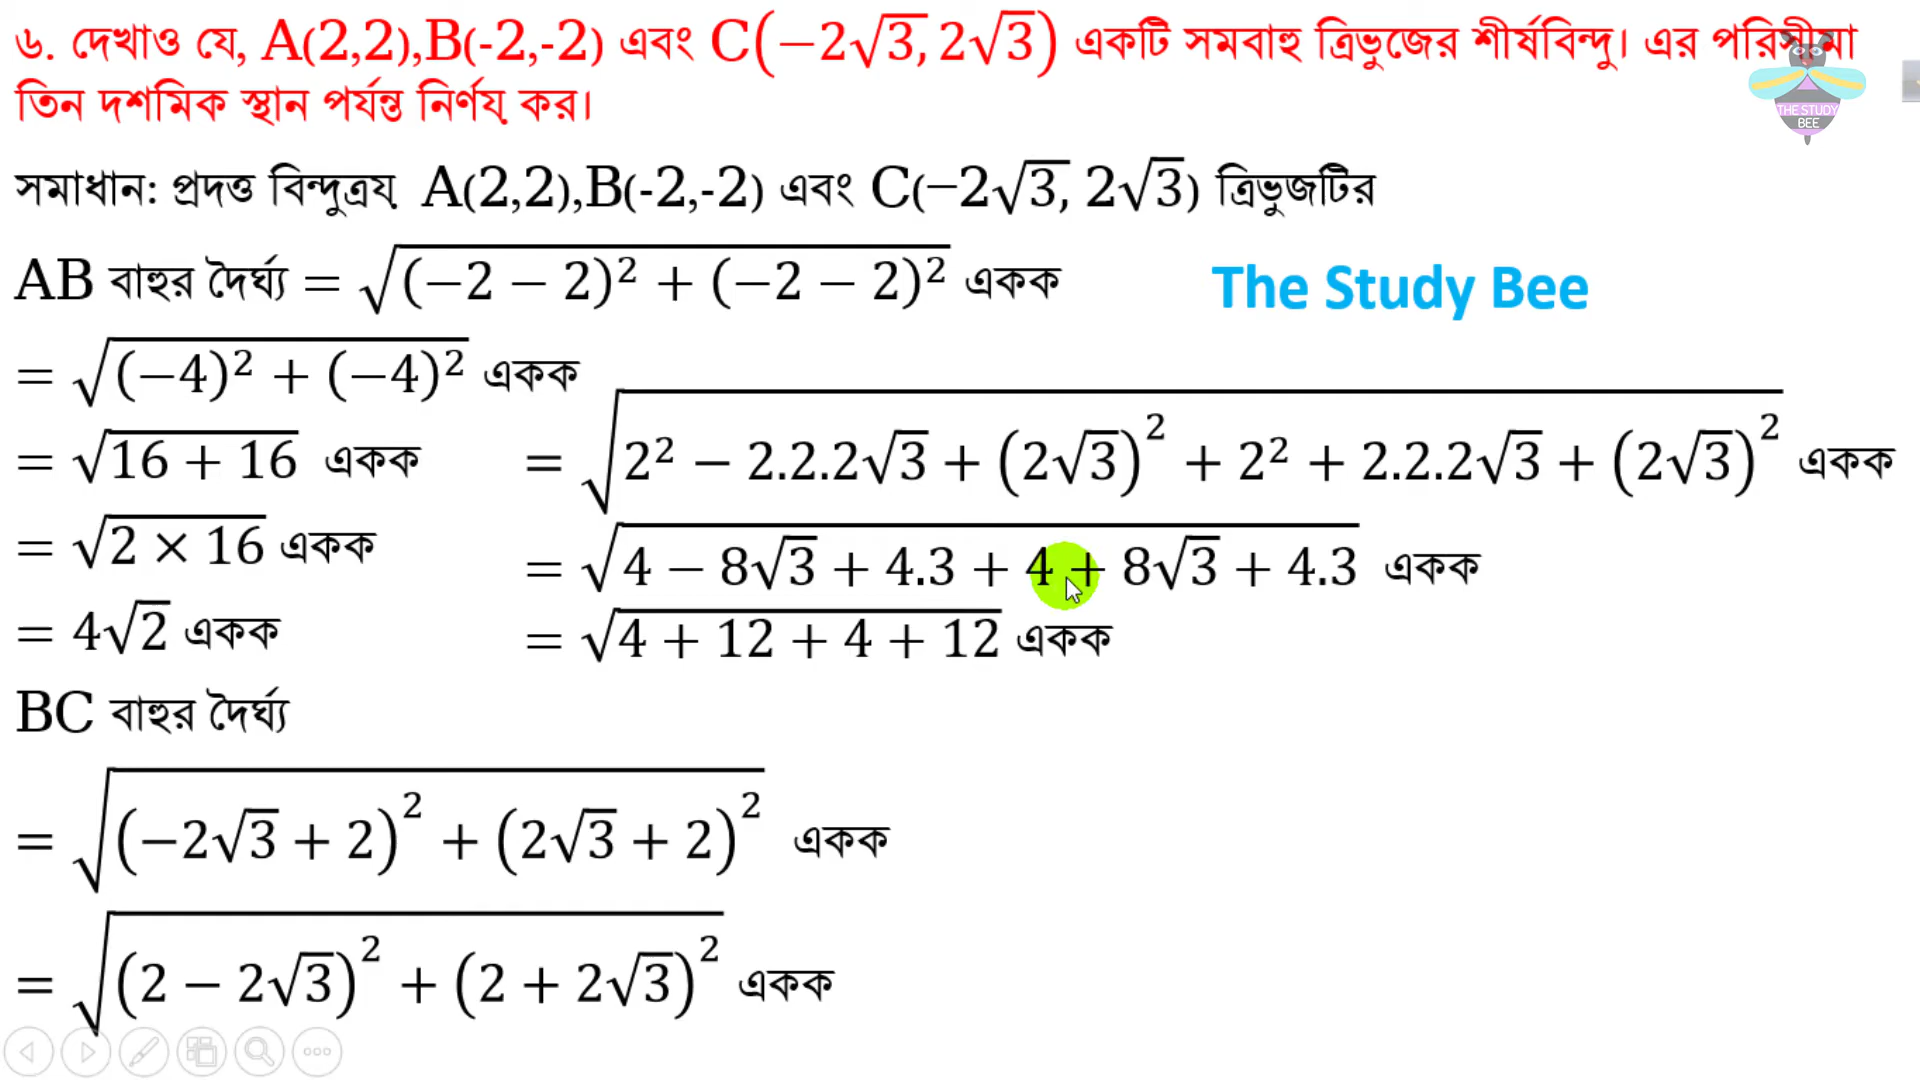 ৬. দেখাও যে, A(2,2),B(-2,-2) এবং C(−2√3, 2√3) একটি সমবাহু ত্রিভুজের শীর্ষবিন্দু। এর পরিসীমা
তিন দশমিক স্থান পর্যন্ত নির্ণয় কর।
THE STUDY
BEE
সমাধান: প্রদত্ত বিন্দুত্রয় A(2,2),B(-2,-2) এবং C(−2√3, 2√3) ত্রিভুজটির
AB বাহুর দৈর্ঘ্য = √((−2 − 2)² + (−2 − 2)²) একক
The Study Bee
= √((−4)² + (−4)²) একক
= √(16 + 16) একক
= √(2 × 16) একক
= 4√2 একক
BC বাহুর দৈর্ঘ্য
= √((−2√3 + 2)² + (2√3 + 2)²) একক
= √((2 − 2√3)² + (2 + 2√3)²) একক
= √(2² − 2.2.2√3 + (2√3)² + 2² + 2.2.2√3 + (2√3)²) একক
= √(4 − 8√3 + 4.3 + 4 + 8√3 + 4.3) একক
= √(4 + 12 + 4 + 12) একক